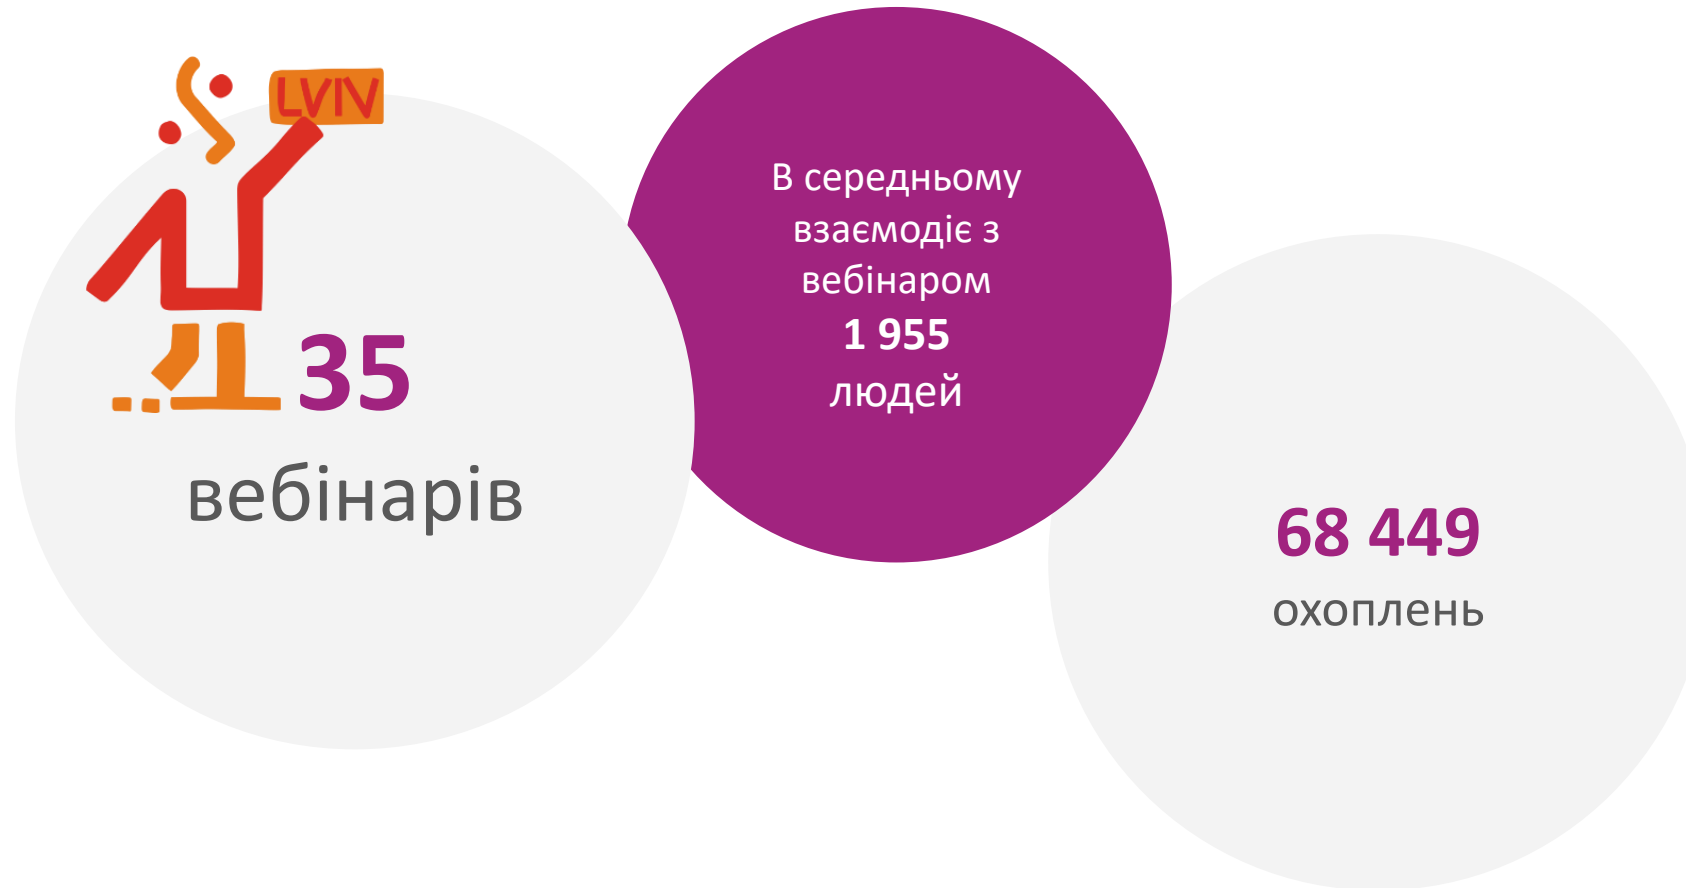 LVIV
35
вебінарів
В середньому
взаємодіє з
вебінаром
1 955
людей
68 449
охоплень